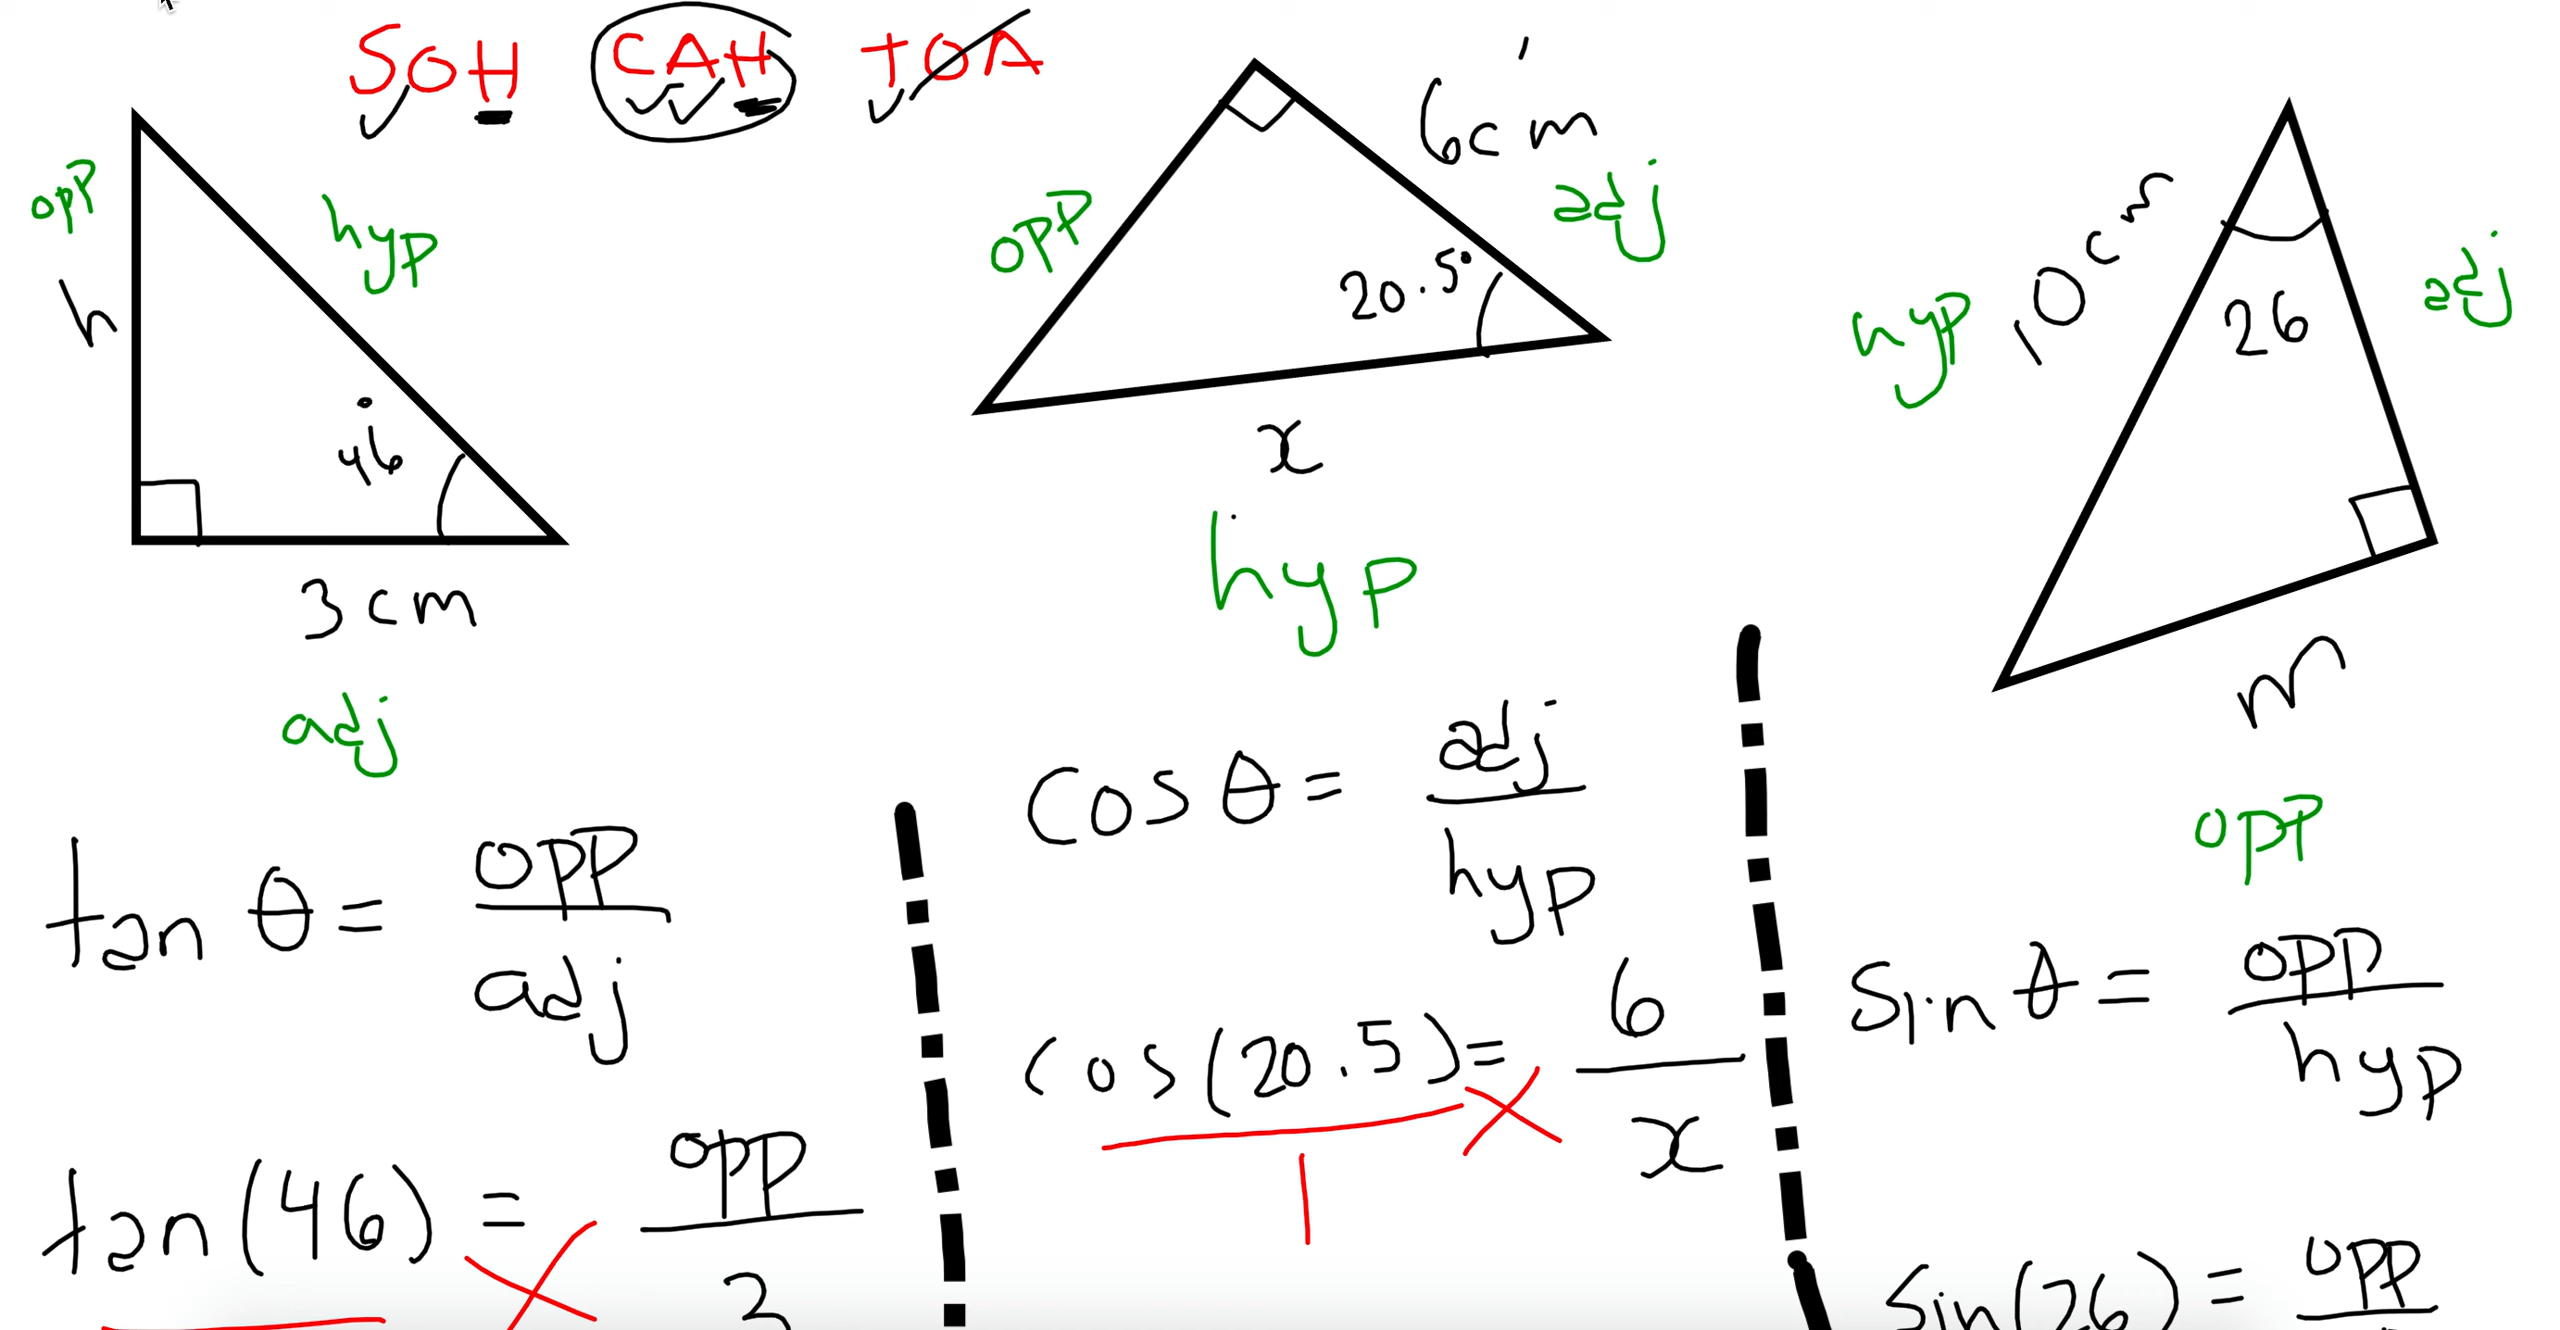 SOH CAH TOA
opp
hyp
h
46°
3cm
adj
tan θ = opp / adj
tan(46) = opp / 3
6cm
adj
opp
20.5°
x
hyp
cos θ = adj / hyp
cos(20.5) = 6 / x
1
10cm
hyp
adj
26
m
opp
sin θ = opp / hyp
sin(26) = opp